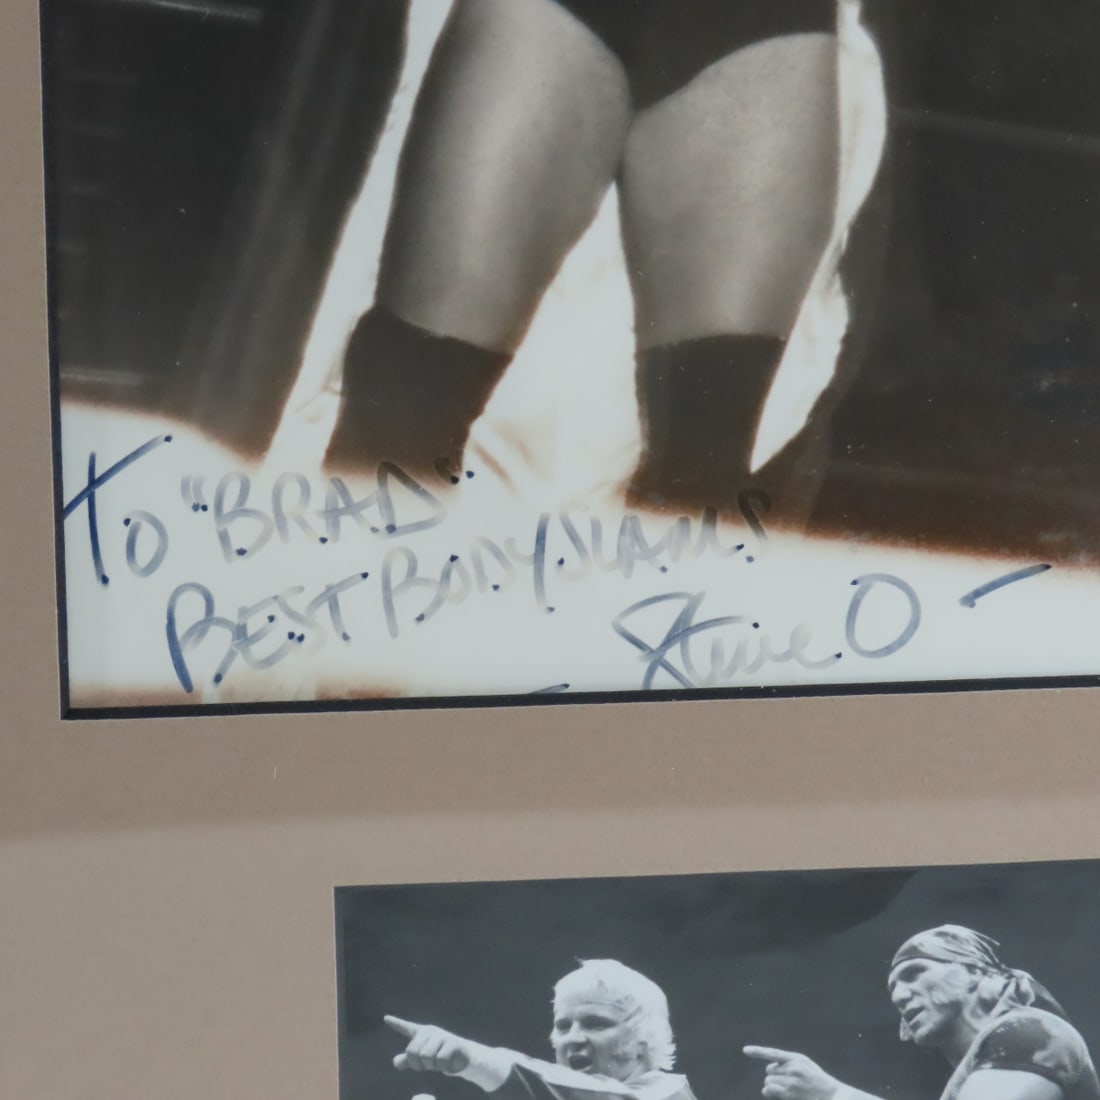 To "BRAD"
BEST BODYSLAMS
Steve O -